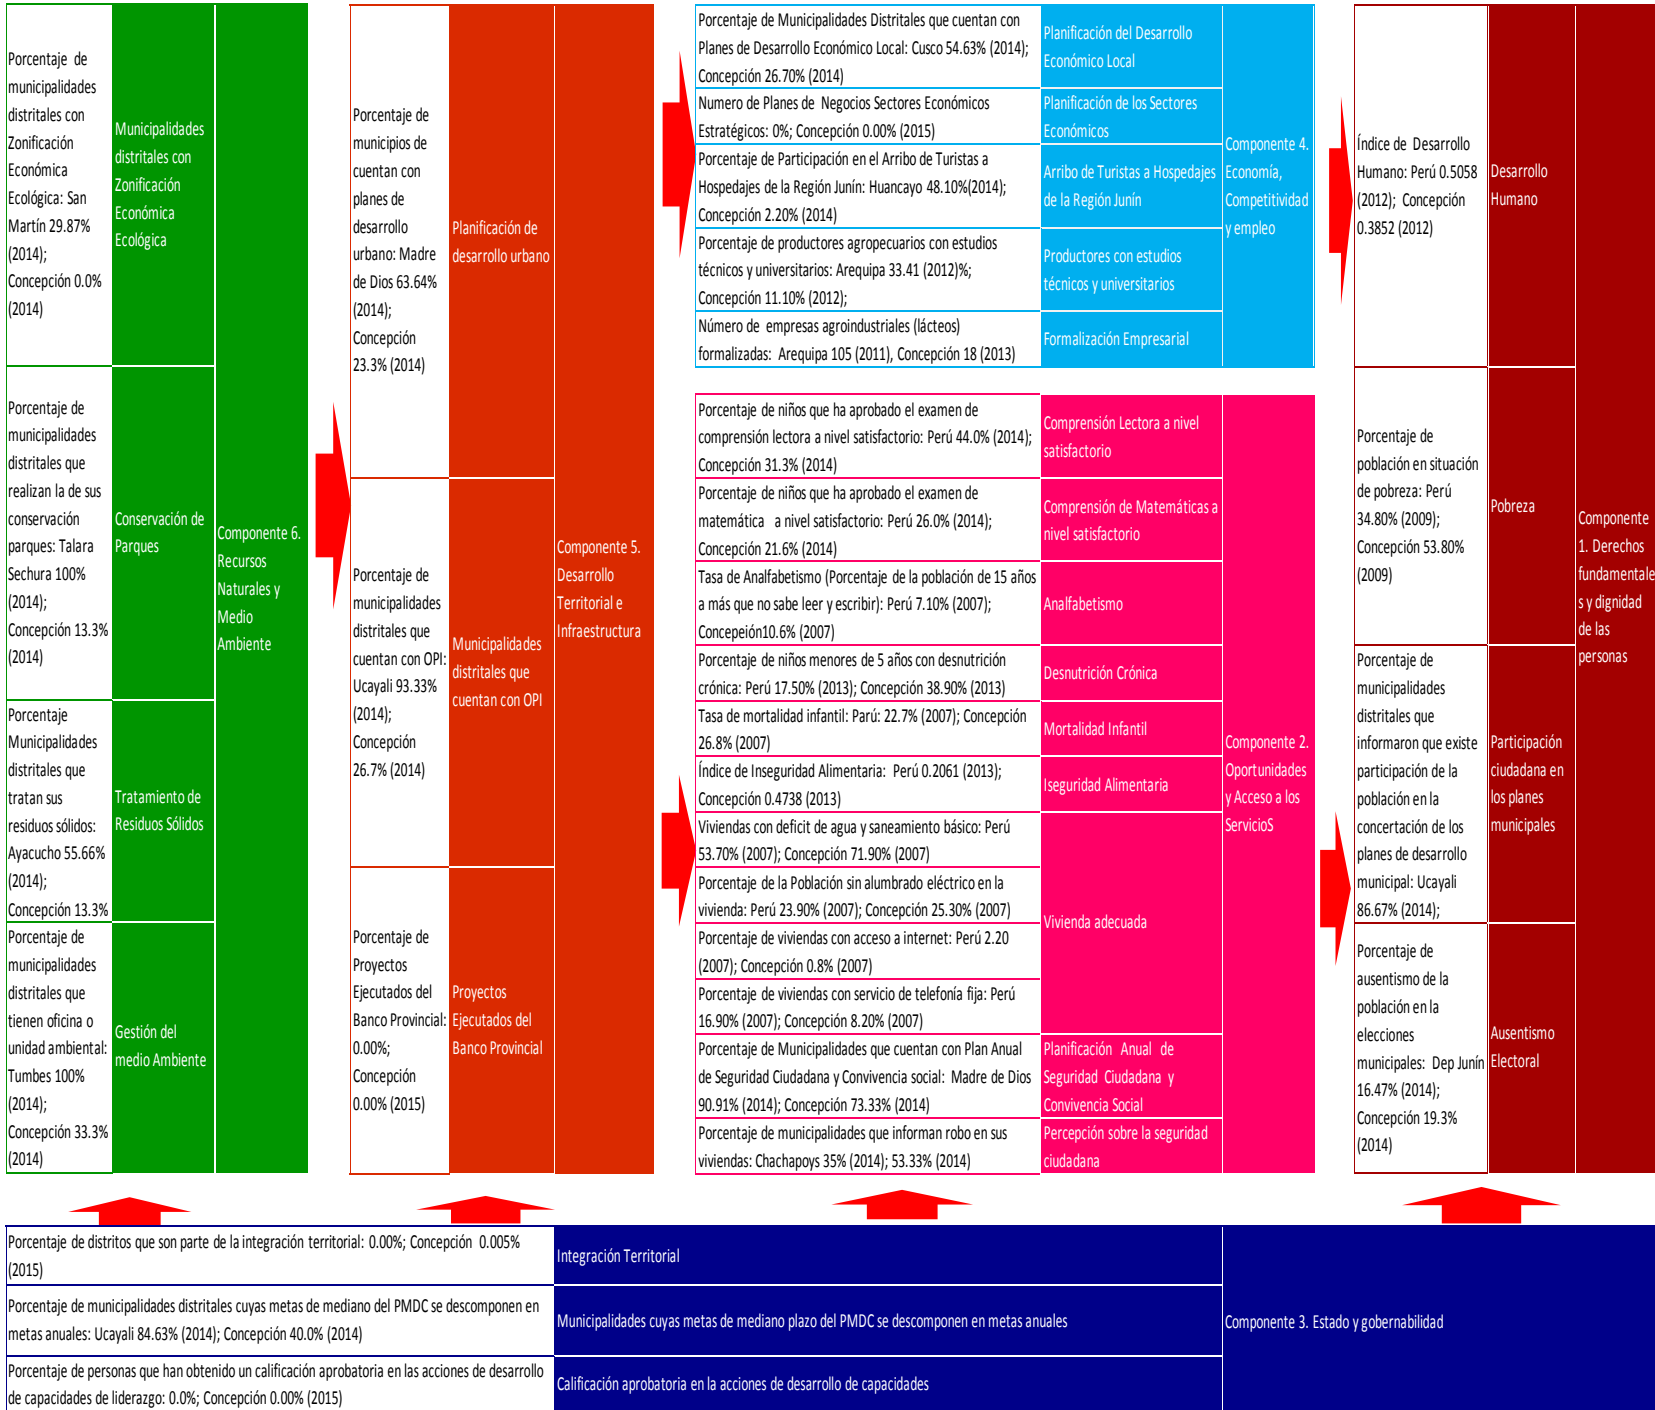 Porcentaje de
municipalidades
distritales con
Zonificación
Económica
Ecológica: San
Martín 29.87%
(2014);
Concepción 0.0%
(2014)
Municipalidades
distritales con
Zonificación
Económica
Ecológica
Porcentaje de
municipalidades
distritales que
realizan la de sus
conservación
parques: Talara
Sechura 100%
(2014);
Concepción 13.3%
(2014)
Conservación de
Parques
Porcentaje
Municipalidades
distritales que
tratan sus
residuos sólidos:
Ayacucho 55.66%
(2014);
Concepción 13.3%
Tratamiento de
Residuos Sólidos
Porcentaje de
municipalidades
distritales que
tienen oficina o
unidad ambiental:
Tumbes 100%
(2014);
Concepción 33.3%
(2014)
Gestión del
medio Ambiente
Componente 6.
Recursos
Naturales y
Medio
Ambiente
Porcentaje de
municipios de
cuentan con
planes de
desarrollo
urbano: Madre
de Dios 63.64%
(2014);
Concepción
23.3% (2014)
Planificación de
desarrollo urbano
Porcentaje de
municipalidades
distritales que
cuentan con OPI:
Ucayali 93.33%
(2014);
Concepción
26.7% (2014)
Municipalidades
distritales que
cuentan con OPI
Porcentaje de
Proyectos
Ejecutados del
Banco Provincial:
0.00%;
Concepción
0.00% (2015)
Proyectos
Ejecutados del
Banco Provincial
Componente 5.
Desarrollo
Territorial e
Infraestructura
Porcentaje de Municipalidades Distritales que cuentan con
Planes de Desarrollo Económico Local: Cusco 54.63% (2014);
Concepción 26.70% (2014)
Planificación del Desarrollo
Económico Local
Numero de Planes de Negocios Sectores Económicos
Estratégicos: 0%; Concepción 0.00% (2015)
Planificación de los Sectores
Económicos
Porcentaje de Participación en el Arribo de Turistas a
Hospedajes de la Región Junín: Huancayo 48.10%(2014);
Concepción 2.20% (2014)
Arribo de Turistas a Hospedajes
de la Región Junín
Porcentaje de productores agropecuarios con estudios
técnicos y universitarios: Arequipa 33.41 (2012)%;
Concepción 11.10% (2012);
Productores con estudios
técnicos y universitarios
Número de empresas agroindustriales (lácteos)
formalizadas: Arequipa 105 (2011), Concepción 18 (2013)
Formalización Empresarial
Componente 4.
Economía,
Competitividad
y empleo
Porcentaje de niños que ha aprobado el examen de
comprensión lectora a nivel satisfactorio: Perú 44.0% (2014);
Concepción 31.3% (2014)
Comprensión Lectora a nivel
satisfactorio
Porcentaje de niños que ha aprobado el examen de
matemática a nivel satisfactorio: Perú 26.0% (2014);
Concepción 21.6% (2014)
Comprensión de Matemáticas a
nivel satisfactorio
Tasa de Analfabetismo (Porcentaje de la población de 15 años
a más que no sabe leer y escribir): Perú 7.10% (2007);
Concepeión10.6% (2007)
Analfabetismo
Porcentaje de niños menores de 5 años con desnutrición
crónica: Perú 17.50% (2013); Concepción 38.90% (2013)
Desnutrición Crónica
Tasa de mortalidad infantil: Parú: 22.7% (2007); Concepción
26.8% (2007)
Mortalidad Infantil
Índice de Inseguridad Alimentaria: Perú 0.2061 (2013);
Concepción 0.4738 (2013)
Iseguridad Alimentaria
Viviendas con deficit de agua y saneamiento básico: Perú
53.70% (2007); Concepción 71.90% (2007)
Porcentaje de la Población sin alumbrado eléctrico en la
vivienda: Perú 23.90% (2007); Concepción 25.30% (2007)
Porcentaje de viviendas con acceso a internet: Perú 2.20
(2007); Concepción 0.8% (2007)
Porcentaje de viviendas con servicio de telefonía fija: Perú
16.90% (2007); Concepción 8.20% (2007)
Vivienda adecuada
Porcentaje de Municipalidades que cuentan con Plan Anual
de Seguridad Ciudadana y Convivencia social: Madre de Dios
90.91% (2014); Concepción 73.33% (2014)
Planificación Anual de
Seguridad Ciudadana y
Convivencia Social
Porcentaje de municipalidades que informan robo en sus
viviendas: Chachapoys 35% (2014); 53.33% (2014)
Percepción sobre la seguridad
ciudadana
Componente 2.
Oportunidades
y Acceso a los
ServicioS
Índice de Desarrollo
Humano: Perú 0.5058
(2012); Concepción
0.3852 (2012)
Desarrollo
Humano
Porcentaje de
población en situación
de pobreza: Perú
34.80% (2009);
Concepción 53.80%
(2009)
Pobreza
Porcentaje de
municipalidades
distritales que
informaron que existe
participación de la
población en la
concertación de los
planes de desarrollo
municipal: Ucayali
86.67% (2014);
Participación
ciudadana en
los planes
municipales
Porcentaje de
ausentismo de la
población en la
elecciones
municipales: Dep Junín
16.47% (2014);
Concepción 19.3%
(2014)
Ausentismo
Electoral
Componente
1. Derechos
fundamentale
s y dignidad
de las
personas
Porcentaje de distritos que son parte de la integración territorial: 0.00%; Concepción 0.005%
(2015)
Integración Territorial
Porcentaje de municipalidades distritales cuyas metas de mediano del PMDC se descomponen en
metas anuales: Ucayali 84.63% (2014); Concepción 40.0% (2014)
Municipalidades cuyas metas de mediano plazo del PMDC se descomponen en metas anuales
Porcentaje de personas que han obtenido un calificación aprobatoria en las acciones de desarrollo
de capacidades de liderazgo: 0.0%; Concepción 0.00% (2015)
Calificación aprobatoria en la acciones de desarrollo de capacidades
Componente 3. Estado y gobernabilidad